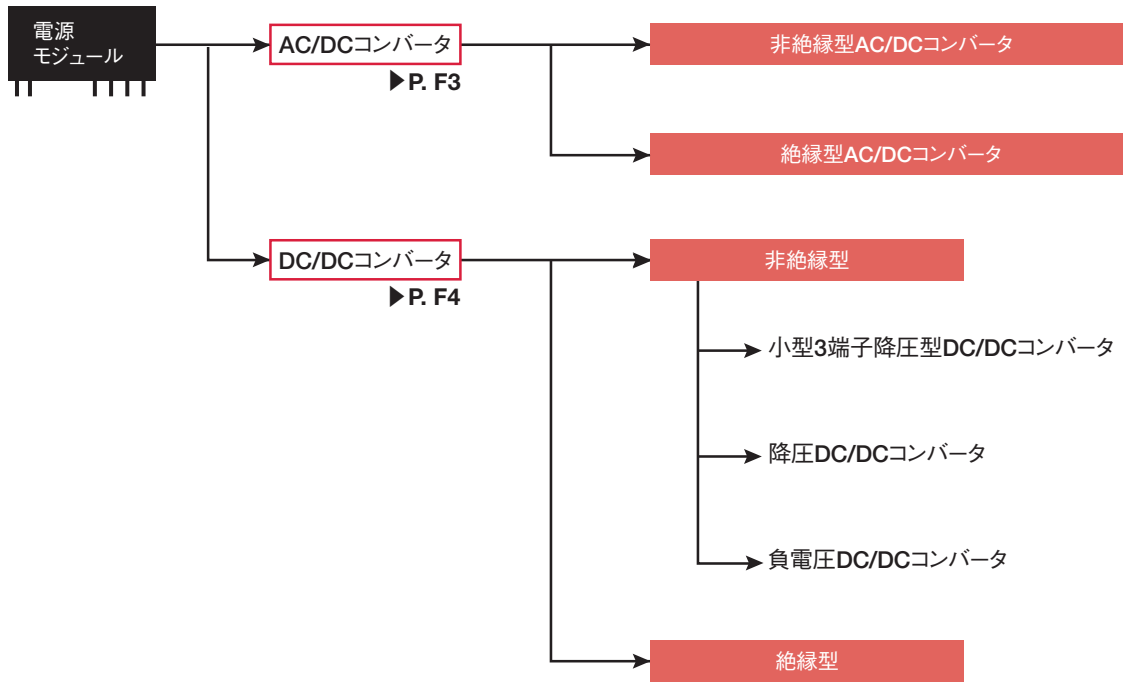 電源
モジュール
AC/DCコンバータ
▶P. F3
非絶縁型AC/DCコンバータ
絶縁型AC/DCコンバータ
DC/DCコンバータ
▶P. F4
非絶縁型
小型3端子降圧型DC/DCコンバータ
降圧DC/DCコンバータ
負電圧DC/DCコンバータ
絶縁型